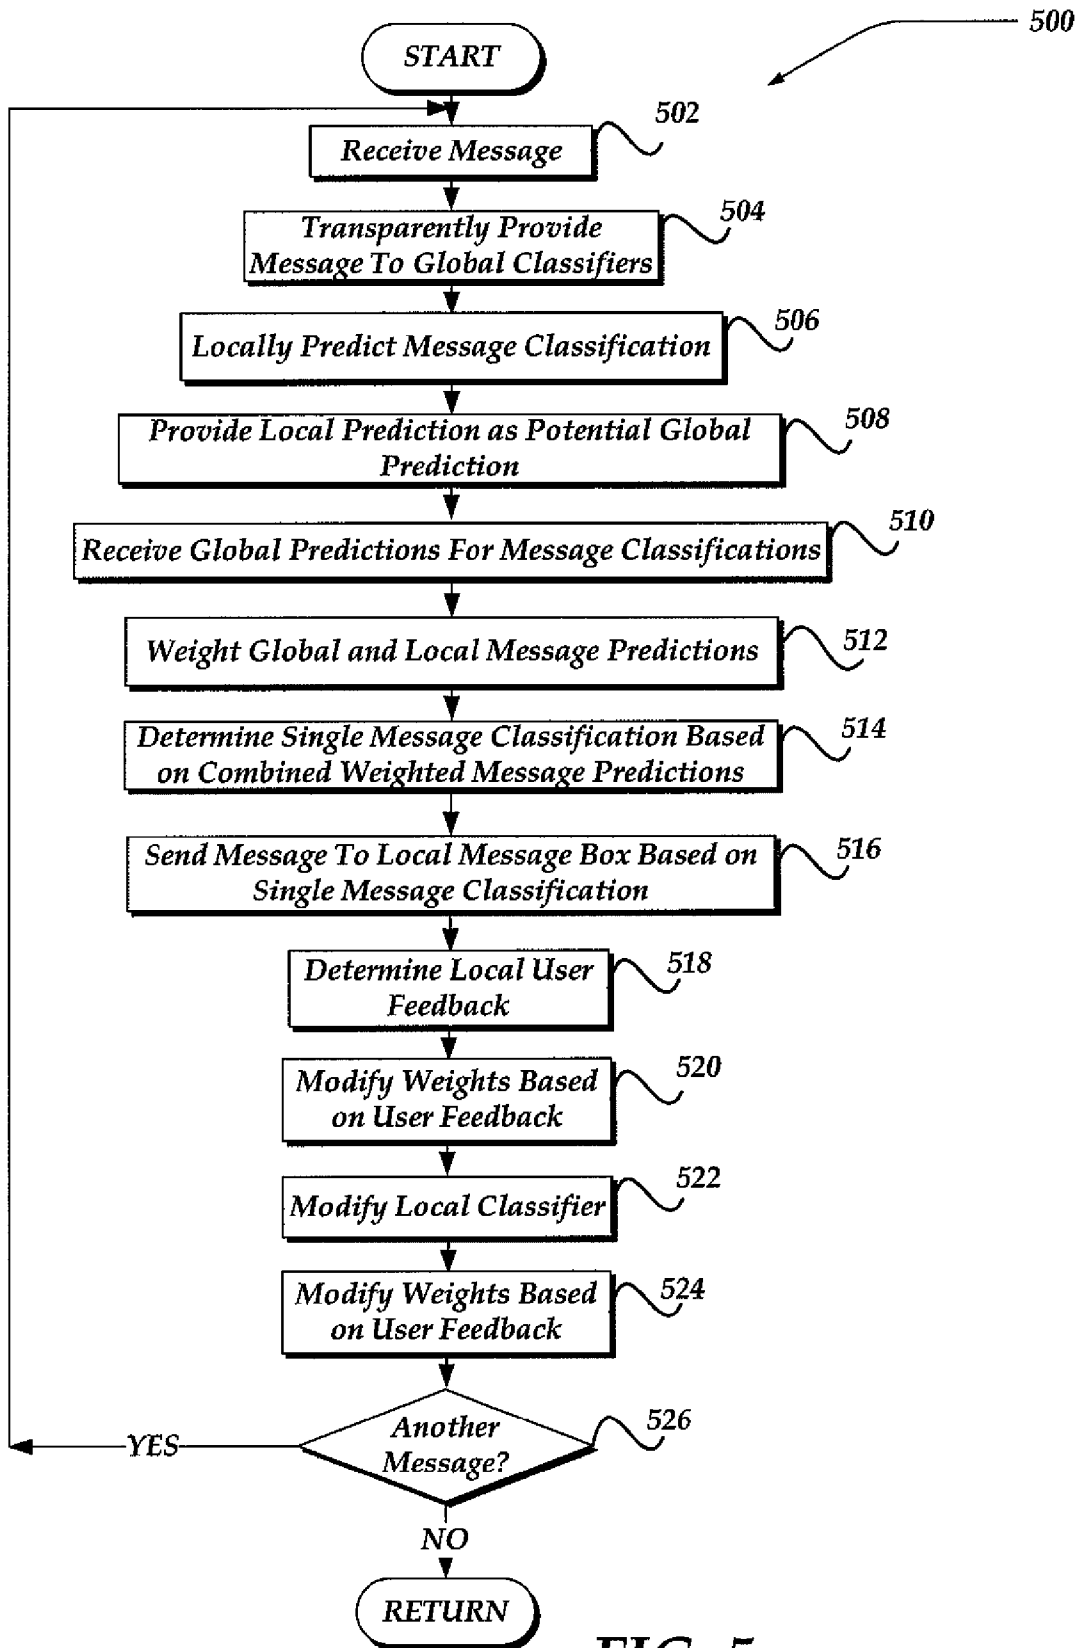 500
START
502
Receive Message
504
Transparently Provide
Message To Global Classifiers
506
Locally Predict Message Classification
508
Provide Local Prediction as Potential Global
Prediction
510
Receive Global Predictions For Message Classifications
512
Weight Global and Local Message Predictions
514
Determine Single Message Classification Based
on Combined Weighted Message Predictions
516
Send Message To Local Message Box Based on
Single Message Classification
518
Determine Local User
Feedback
520
Modify Weights Based
on User Feedback
522
Modify Local Classifier
524
Modify Weights Based
on User Feedback
526
Another
Message?
YES
NO
RETURN
FIG. 5